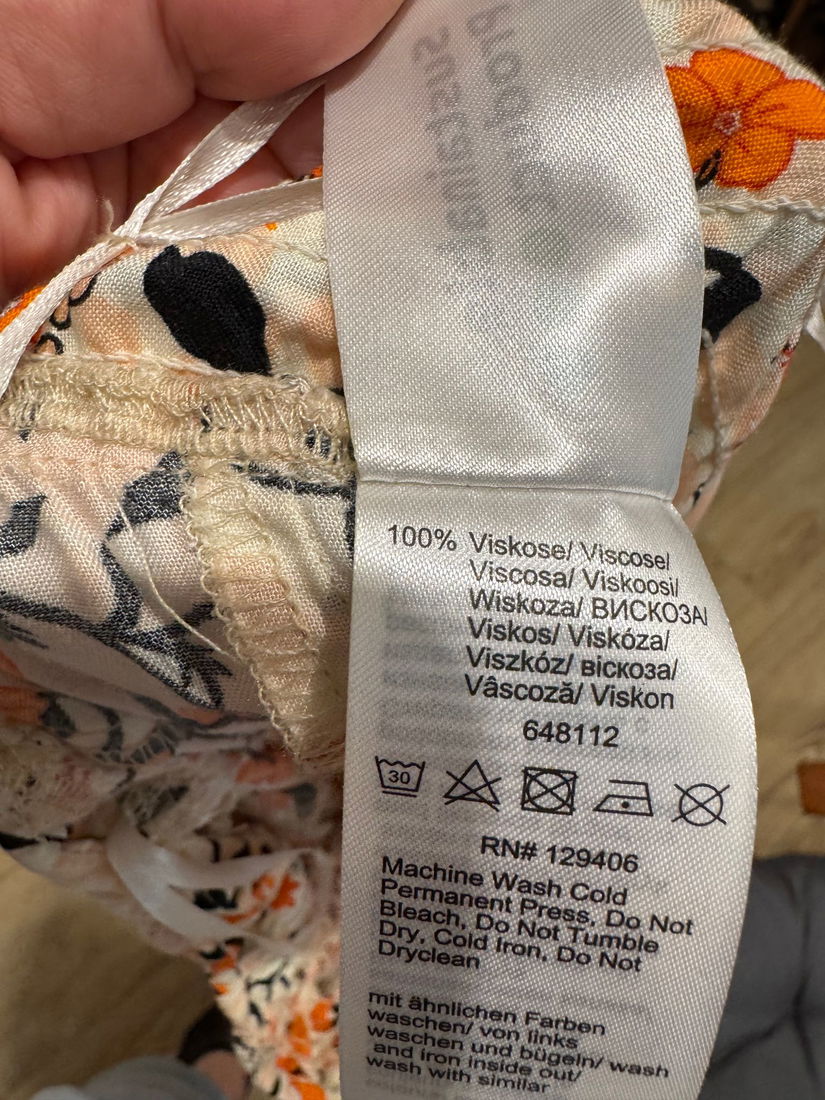 100% Viskose/ Viscose/
Viscosa/ Viskoosi/
Wiskoza/ ВИСКОЗА/
Viskos/ Viskóza/
Viszkóz/ віскоза/
Vâscoză/ Viskon
648112
30
RN# 129406
Machine Wash Cold
Permanent Press, Do Not
Bleach, Do Not Tumble
Dry, Cold Iron, Do Not
Dryclean
mit ähnlichen Farben
waschen/ von links
waschen und bügeln/ wash
and iron inside out/
wash with similar